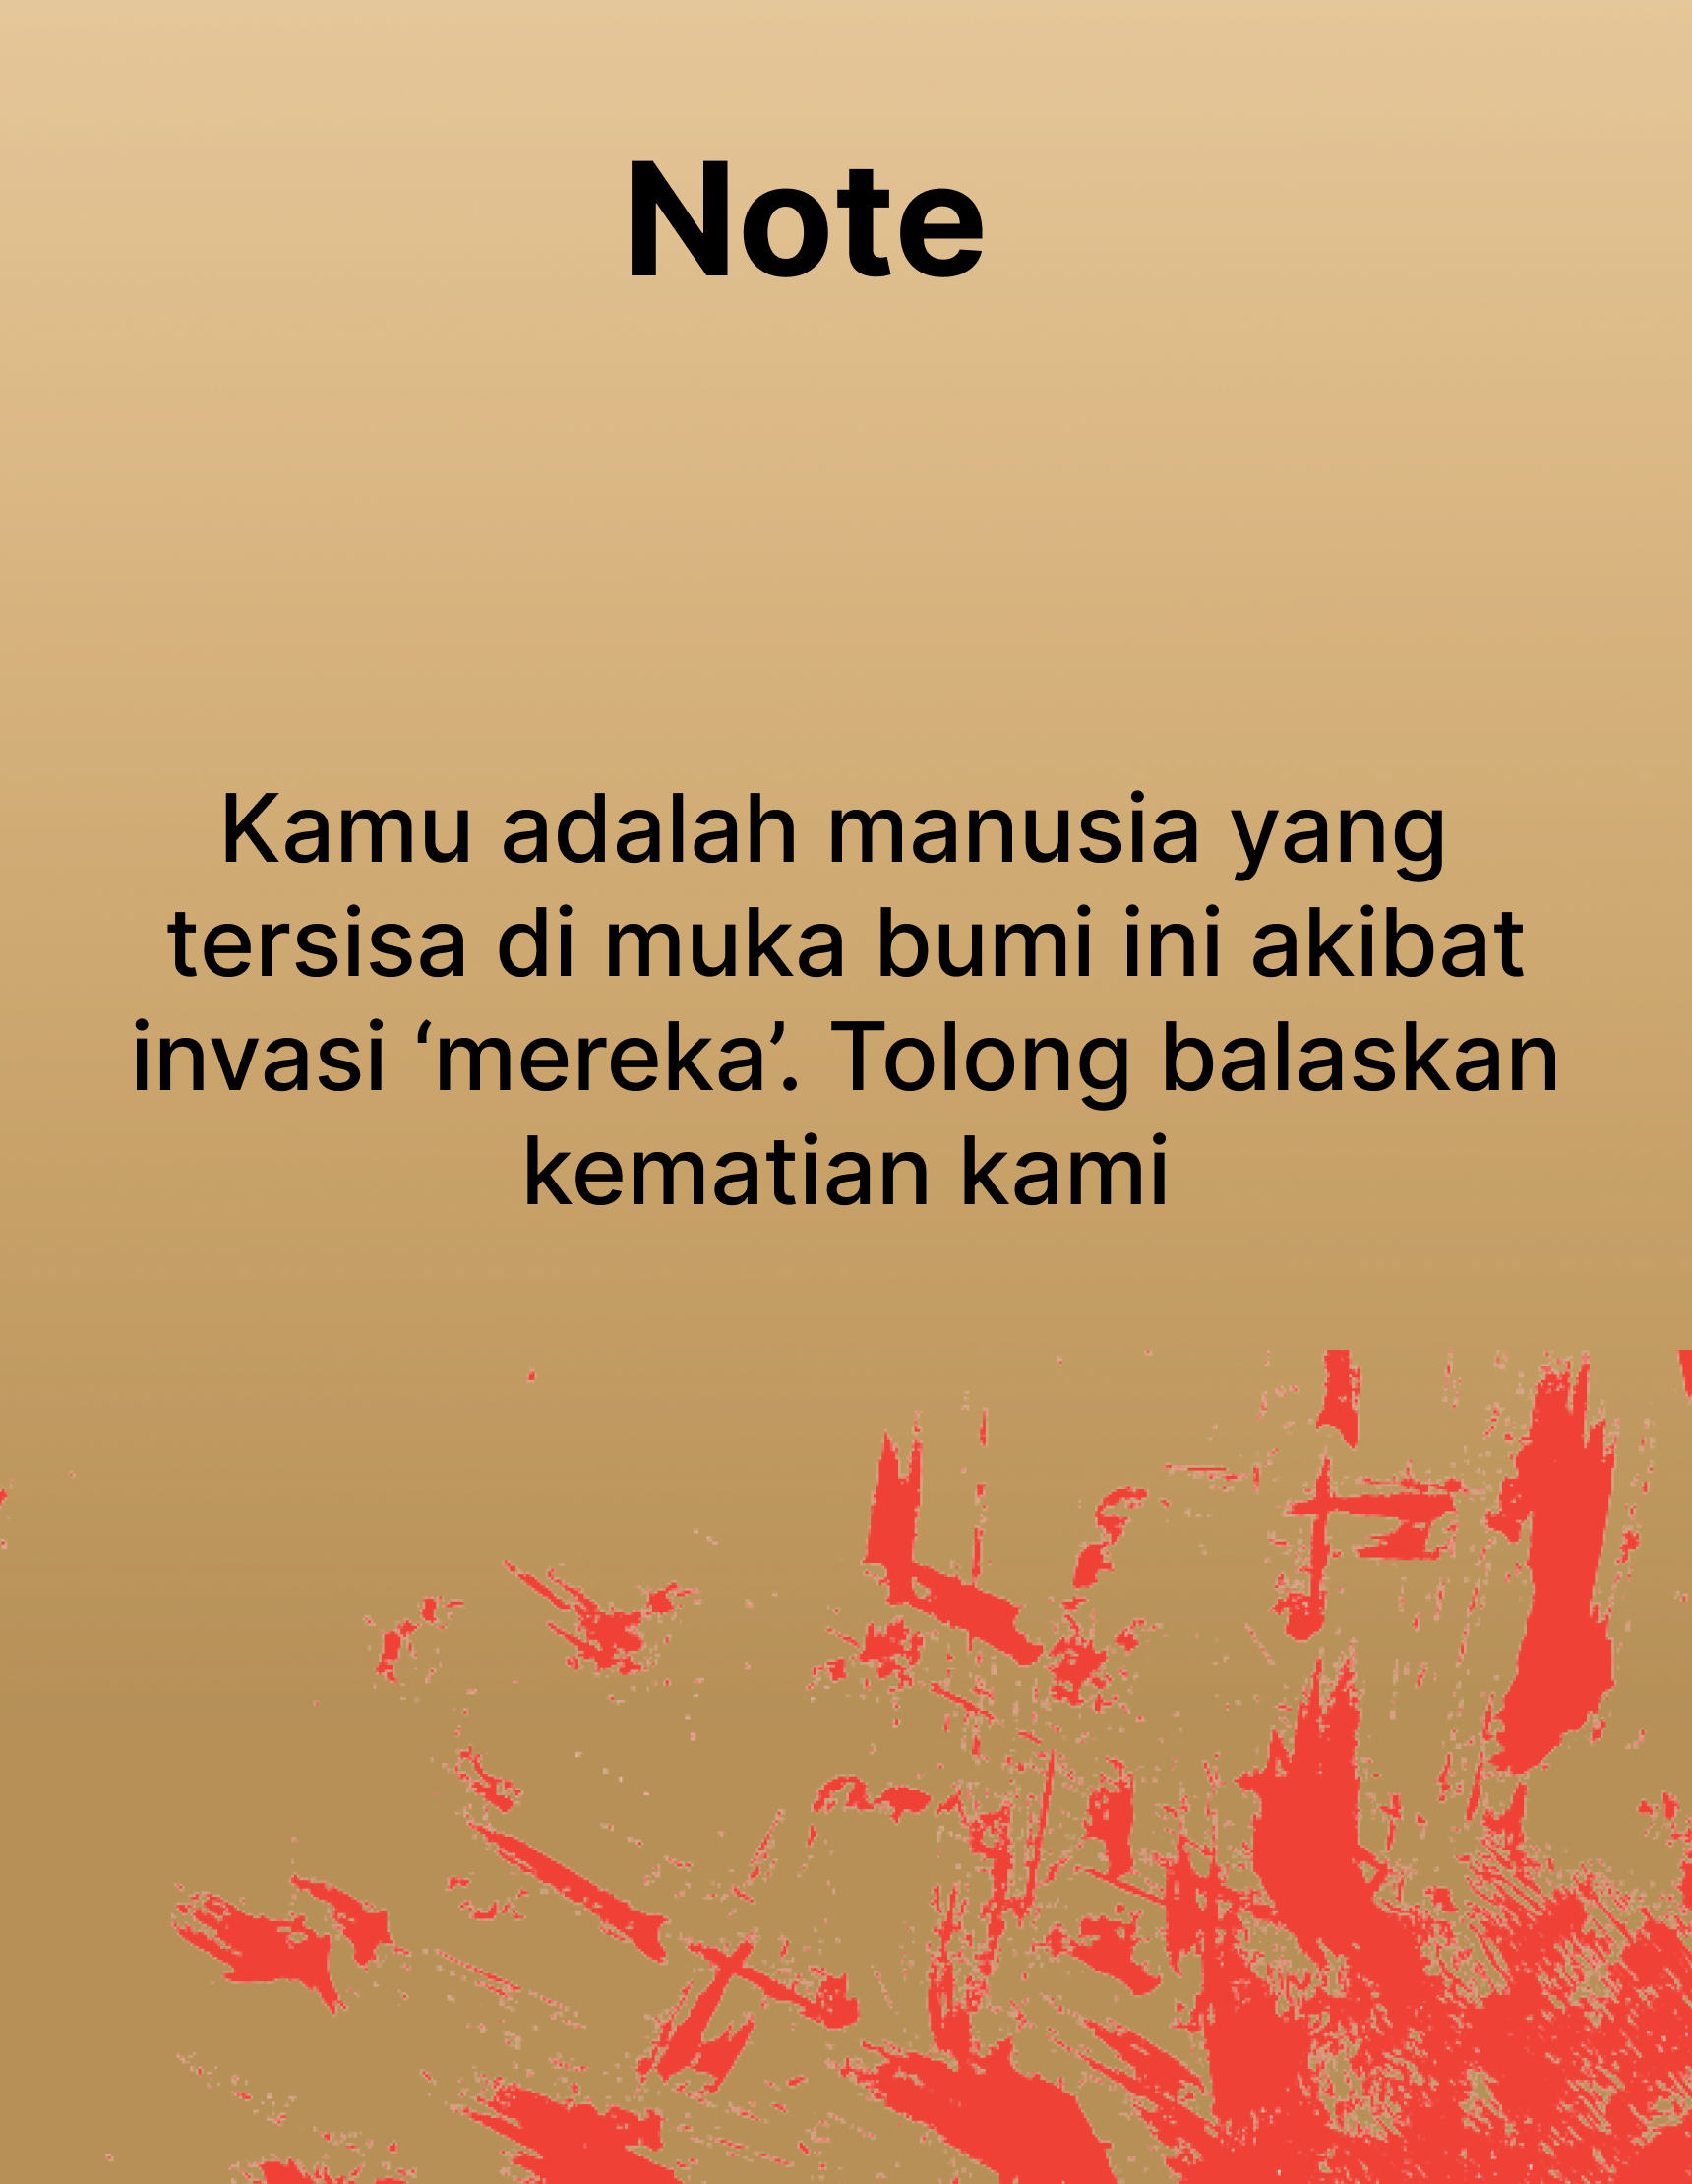 Note
Kamu adalah manusia yang
tersisa di muka bumi ini akibat
invasi ‘mereka’. Tolong balaskan
kematian kami